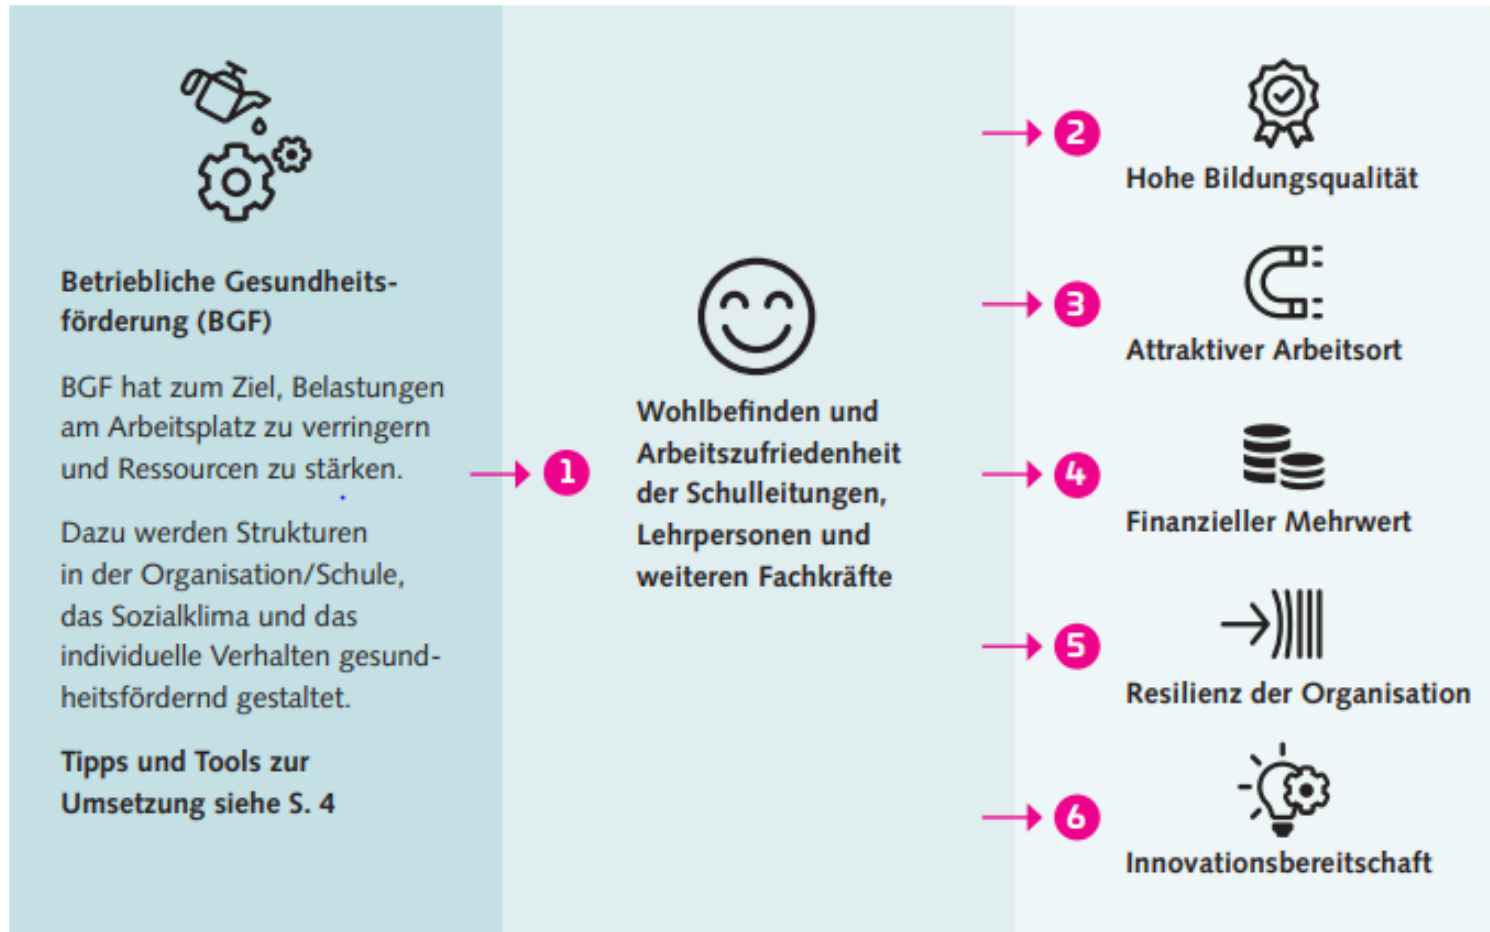 Betriebliche Gesundheits-
förderung (BGF)
BGF hat zum Ziel, Belastungen
am Arbeitsplatz zu verringern
und Ressourcen zu stärken.
Dazu werden Strukturen
in der Organisation/Schule,
das Sozialklima und das
individuelle Verhalten gesund-
heitsfördernd gestaltet.
Tipps und Tools zur
Umsetzung siehe S. 4
1
Wohlbefinden und
Arbeitszufriedenheit
der Schulleitungen,
Lehrpersonen und
weiteren Fachkräfte
2
Hohe Bildungsqualität
3
Attraktiver Arbeitsort
4
Finanzieller Mehrwert
5
Resilienz der Organisation
6
Innovationsbereitschaft